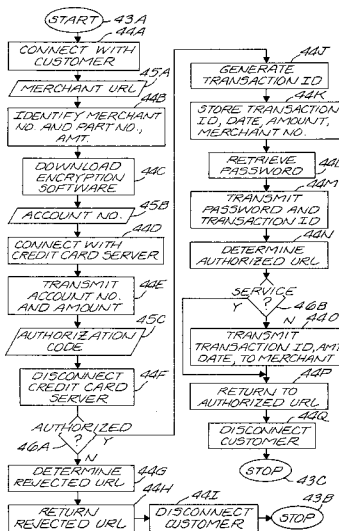 START
43A
44A
CONNECT WITH
CUSTOMER
45A
MERCHANT URL
44B
IDENTIFY MERCHANT
NO. AND PART NO.,
AMT.
44C
DOWNLOAD
ENCRYPTION
SOFTWARE
45B
ACCOUNT NO.
44D
CONNECT WITH
CREDIT CARD SERVER
44E
TRANSMIT
ACCOUNT NO.
AND AMOUNT
45C
AUTHORIZATION
CODE
44F
DISCONNECT
CREDIT CARD
SERVER
AUTHORIZED
?
Y
46A
N
44G
DETERMINE
REJECTED URL
44H
RETURN
REJECTED URL
44I
DISCONNECT
CUSTOMER
43B
STOP
44J
GENERATE
TRANSACTION ID
44K
STORE TRANSACTION
ID, DATE, AMOUNT,
MERCHANT NO.
44L
RETRIEVE
PASSWORD
44M
TRANSMIT
PASSWORD AND
TRANSACTION ID
44N
DETERMINE
AUTHORIZED URL
SERVICE
Y ?
46B
N
44O
TRANSMIT
TRANSACTION ID, AMT,
DATE, TO MERCHANT
44P
RETURN TO
AUTHORIZED URL
44Q
DISCONNECT
CUSTOMER
STOP
43C